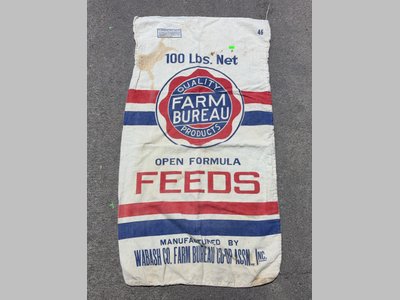 46
100 Lbs. Net
QUALITY
FARM
BUREAU
PRODUCTS
OPEN FORMULA
FEEDS
MANUFACTURED BY
WABASH CO. FARM BUREAU CO-OP ASSN., INC.